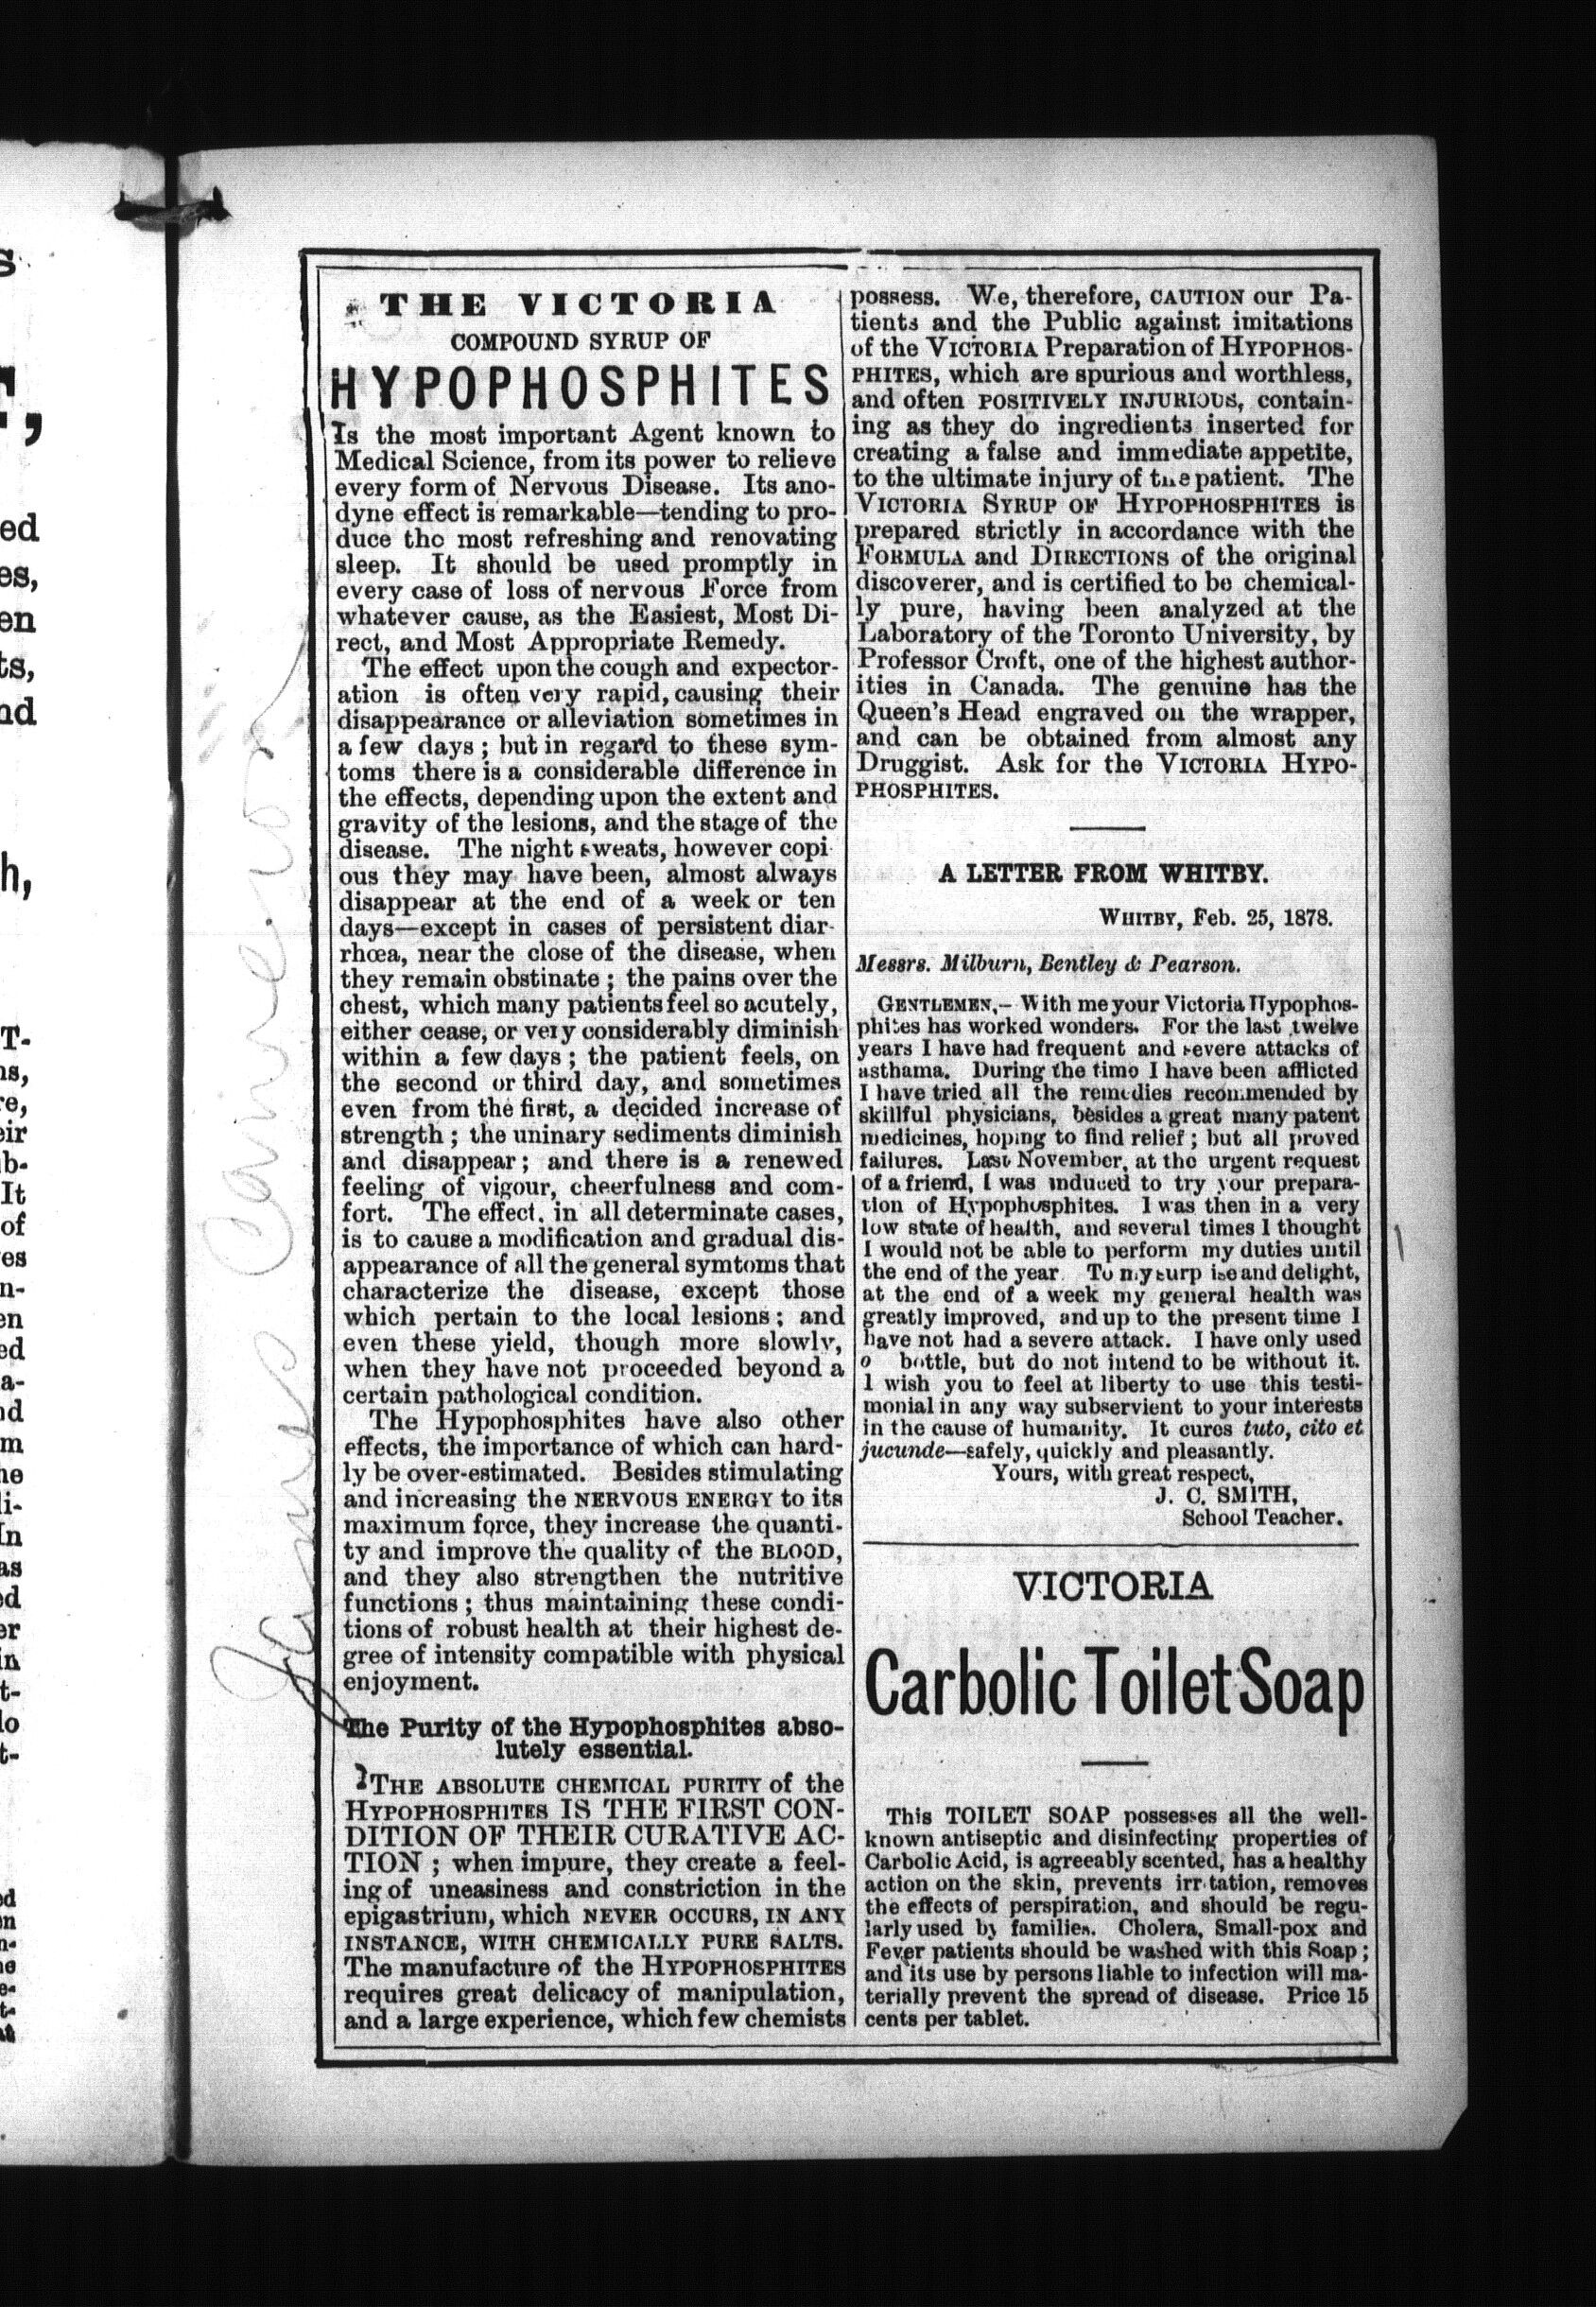 THE VICTORIA
COMPOUND SYRUP OF
HYPOPHOSPHITES
Is the most important Agent known to
Medical Science, from its power to relieve
every form of Nervous Disease. Its ano-
dyne effect is remarkable—tending to pro-
duce the most refreshing and renovating
sleep. It should be used promptly in
every case of loss of nervous Force from
whatever cause, as the Easiest, Most Di-
rect, and Most Appropriate Remedy.
The effect upon the cough and expector-
ation is often very rapid, causing their
disappearance or alleviation sometimes in
a few days; but in regard to these sym-
toms there is a considerable difference in
the effects, depending upon the extent and
gravity of the lesions, and the stage of the
disease. The night sweats, however copi
ous they may have been, almost always
disappear at the end of a week or ten
days—except in cases of persistent diar-
rhœa, near the close of the disease, when
they remain obstinate; the pains over the
chest, which many patients feel so acutely,
either cease, or very considerably diminish
within a few days; the patient feels, on
the second or third day, and sometimes
even from the first, a decided increase of
strength; the uninary sediments diminish
and disappear; and there is a renewed
feeling of vigour, cheerfulness and com-
fort. The effect, in all determinate cases,
is to cause a modification and gradual dis-
appearance of all the general symtoms that
characterize the disease, except those
which pertain to the local lesions; and
even these yield, though more slowly,
when they have not proceeded beyond a
certain pathological condition.
The Hypophosphites have also other
effects, the importance of which can hard-
ly be over-estimated. Besides stimulating
and increasing the NERVOUS ENERGY to its
maximum force, they increase the quanti-
ty and improve the quality of the BLOOD,
and they also strengthen the nutritive
functions; thus maintaining these condi-
tions of robust health at their highest de-
gree of intensity compatible with physical
enjoyment.
The Purity of the Hypophosphites abso-
lutely essential.
THE ABSOLUTE CHEMICAL PURITY of the
HYPOPHOSPHITES IS THE FIRST CON-
DITION OF THEIR CURATIVE AC-
TION; when impure, they create a feel-
ing of uneasiness and constriction in the
epigastrium, which NEVER OCCURS, IN ANY
INSTANCE, WITH CHEMICALLY PURE SALTS.
The manufacture of the HYPOPHOSPHITES
requires great delicacy of manipulation,
and a large experience, which few chemists
possess. We, therefore, CAUTION our Pa-
tients and the Public against imitations
of the VICTORIA Preparation of HYPOPHOS-
PHITES, which are spurious and worthless,
and often POSITIVELY INJURIOUS, contain-
ing as they do ingredients inserted for
creating a false and immediate appetite,
to the ultimate injury of the patient. The
VICTORIA SYRUP OF HYPOPHOSPHITES is
prepared strictly in accordance with the
FORMULA and DIRECTIONS of the original
discoverer, and is certified to be chemical-
ly pure, having been analyzed at the
Laboratory of the Toronto University, by
Professor Croft, one of the highest author-
ities in Canada. The genuine has the
Queen's Head engraved on the wrapper,
and can be obtained from almost any
Druggist. Ask for the VICTORIA HYPO-
PHOSPHITES.
A LETTER FROM WHITBY.
WHITBY, Feb. 25, 1878.
Messrs. Milburn, Bentley & Pearson.
GENTLEMEN,—With me your Victoria Hypophos-
phites has worked wonders. For the last twelve
years I have had frequent and severe attacks of
asthama. During the time I have been afflicted
I have tried all the remedies recommended by
skillful physicians, besides a great many patent
medicines, hoping to find relief; but all proved
failures. Last November, at the urgent request
of a friend, I was induced to try your prepara-
tion of Hypophosphites. I was then in a very
low state of health, and several times I thought
I would not be able to perform my duties until
the end of the year. To my surprise and delight,
at the end of a week my general health was
greatly improved, and up to the present time I
have not had a severe attack. I have only used
bottle, but do not intend to be without it.
I wish you to feel at liberty to use this testi-
monial in any way subservient to your interests
in the cause of humanity. It cures tuto, cito et
jucunde—safely, quickly and pleasantly.
Yours, with great respect,
J. C. SMITH,
School Teacher.
VICTORIA
Carbolic Toilet Soap
This TOILET SOAP possesses all the well-
known antiseptic and disinfecting properties of
Carbolic Acid, is agreeably scented, has a healthy
action on the skin, prevents irritation, removes
the effects of perspiration, and should be regu-
larly used by families. Cholera, Small-pox and
Fever patients should be washed with this Soap;
and its use by persons liable to infection will ma-
terially prevent the spread of disease. Price 15
cents per tablet.